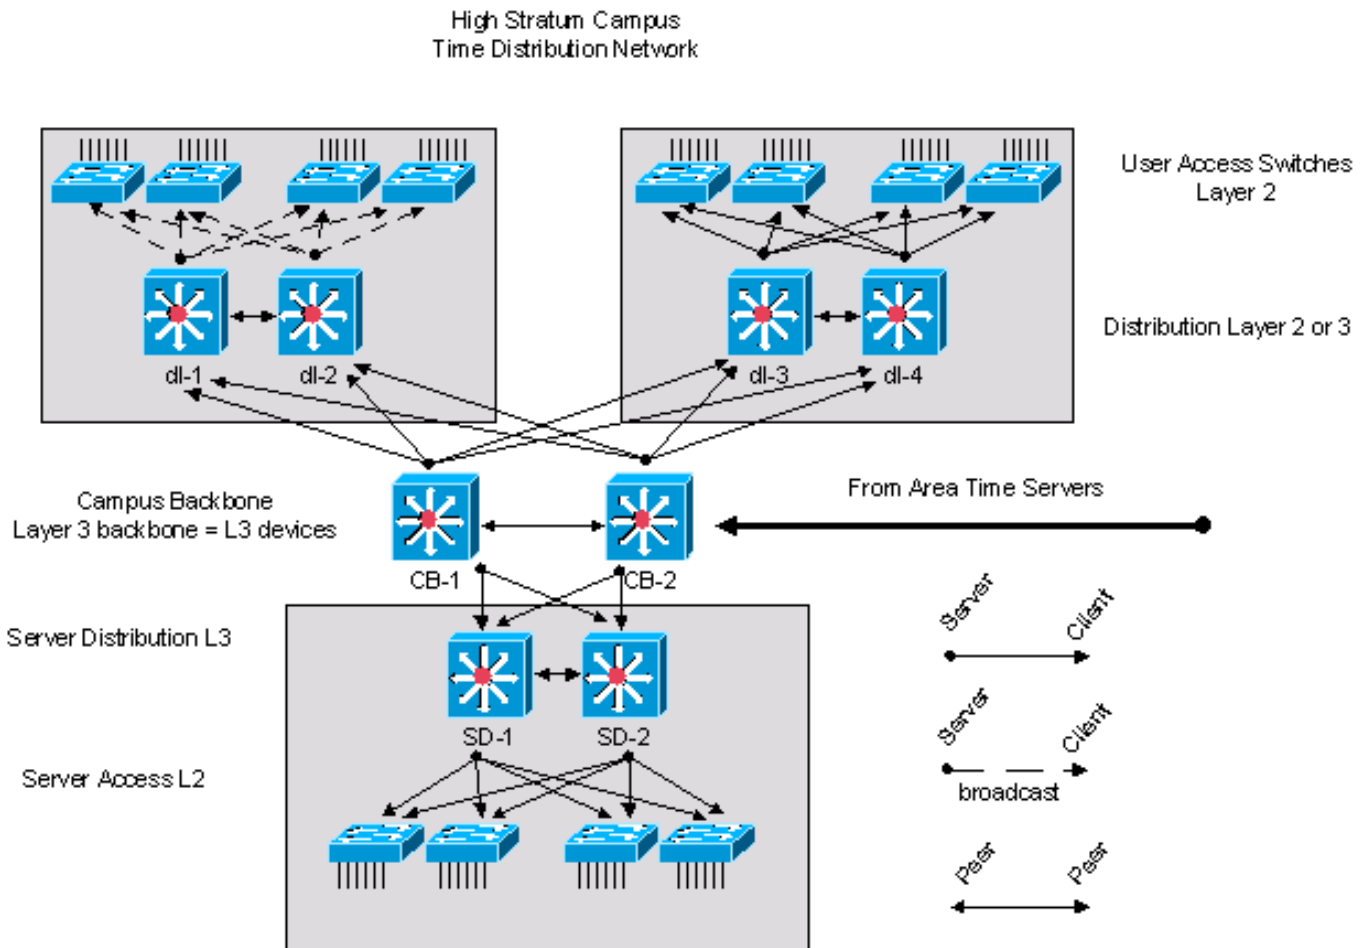 High Stratum Campus
Time Distribution Network
User Access Switches
Layer 2
Distribution Layer 2 or 3
dl-1
dl-2
dl-3
dl-4
Campus Backbone
Layer 3 backbone = L3 devices
From Area Time Servers
CB-1
CB-2
Server Distribution L3
SD-1
SD-2
Server Access L2
Server
Client
Server
Client
broadcast
Peer
Peer